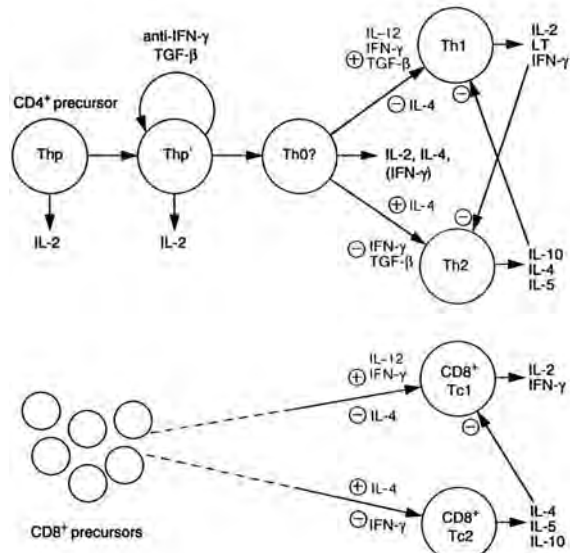 anti-IFN-γ
TGF-β
CD4⁺ precursor
Thp
Thp'
Th0?
IL-2
IL-2
IL-12
⊕ IFN-γ
TGF-β
⊖ IL-4
Th1
⊖
IL-2
LT
IFN-γ
IL-2, IL-4,
(IFN-γ)
⊕ IL-4
⊖ IFN-γ
TGF-β
⊖
Th2
IL-10
IL-4
IL-5
IL-12
⊕ IFN-γ
⊖ IL-4
CD8⁺
Tc1
⊖
IL-2
IFN-γ
CD8⁺ precursors
⊕ IL-4
⊖ IFN-γ
CD8⁺
Tc2
IL-4
IL-5
IL-10